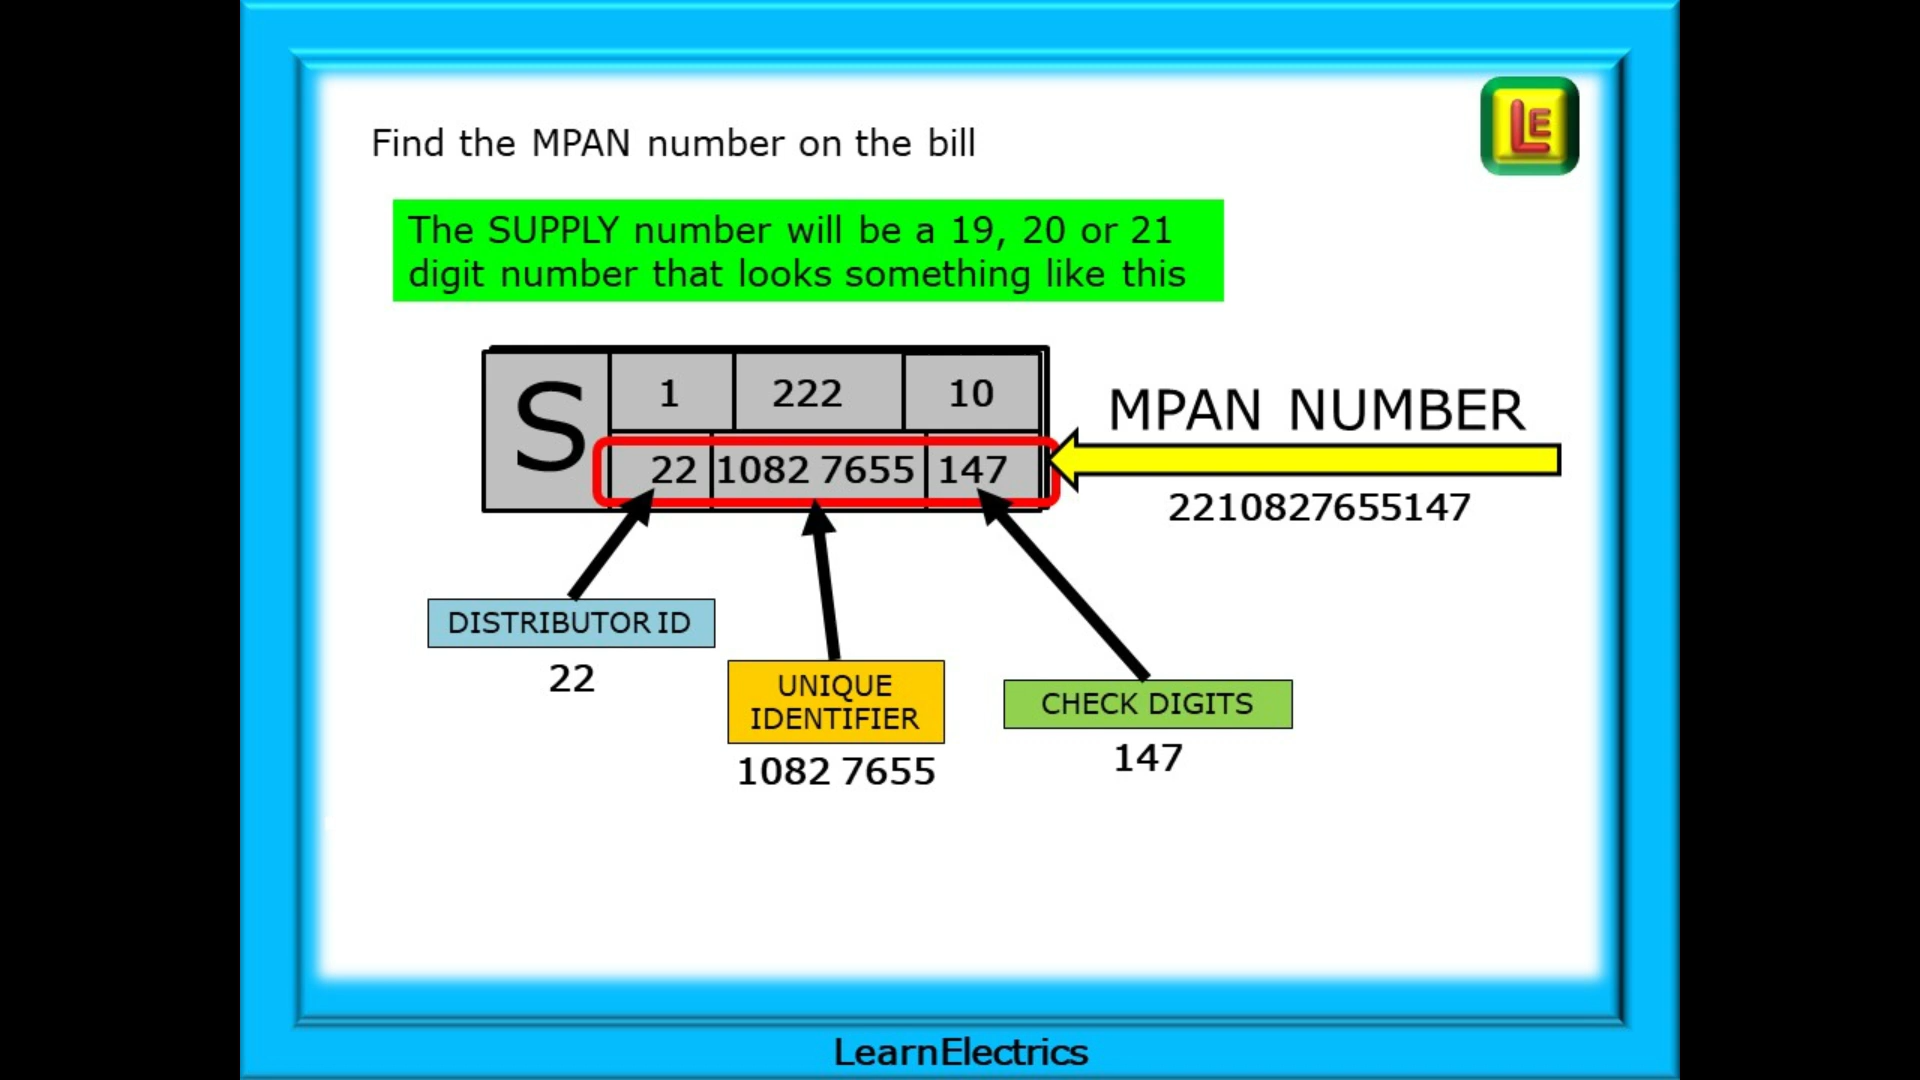 Find the MPAN number on the bill
LE
The SUPPLY number will be a 19, 20 or 21
digit number that looks something like this
S
1 222 10
22 1082 7655 147
MPAN NUMBER
2210827655147
DISTRIBUTOR ID
22
UNIQUE
IDENTIFIER
1082 7655
CHECK DIGITS
147
LearnElectrics